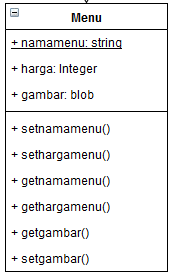 Menu
+ namamenu: string
+ harga: Integer
+ gambar: blob
+ setnamamenu()
+ sethargamenu()
+ getnamamenu()
+ gethargamenu()
+ getgambar()
+ setgambar()